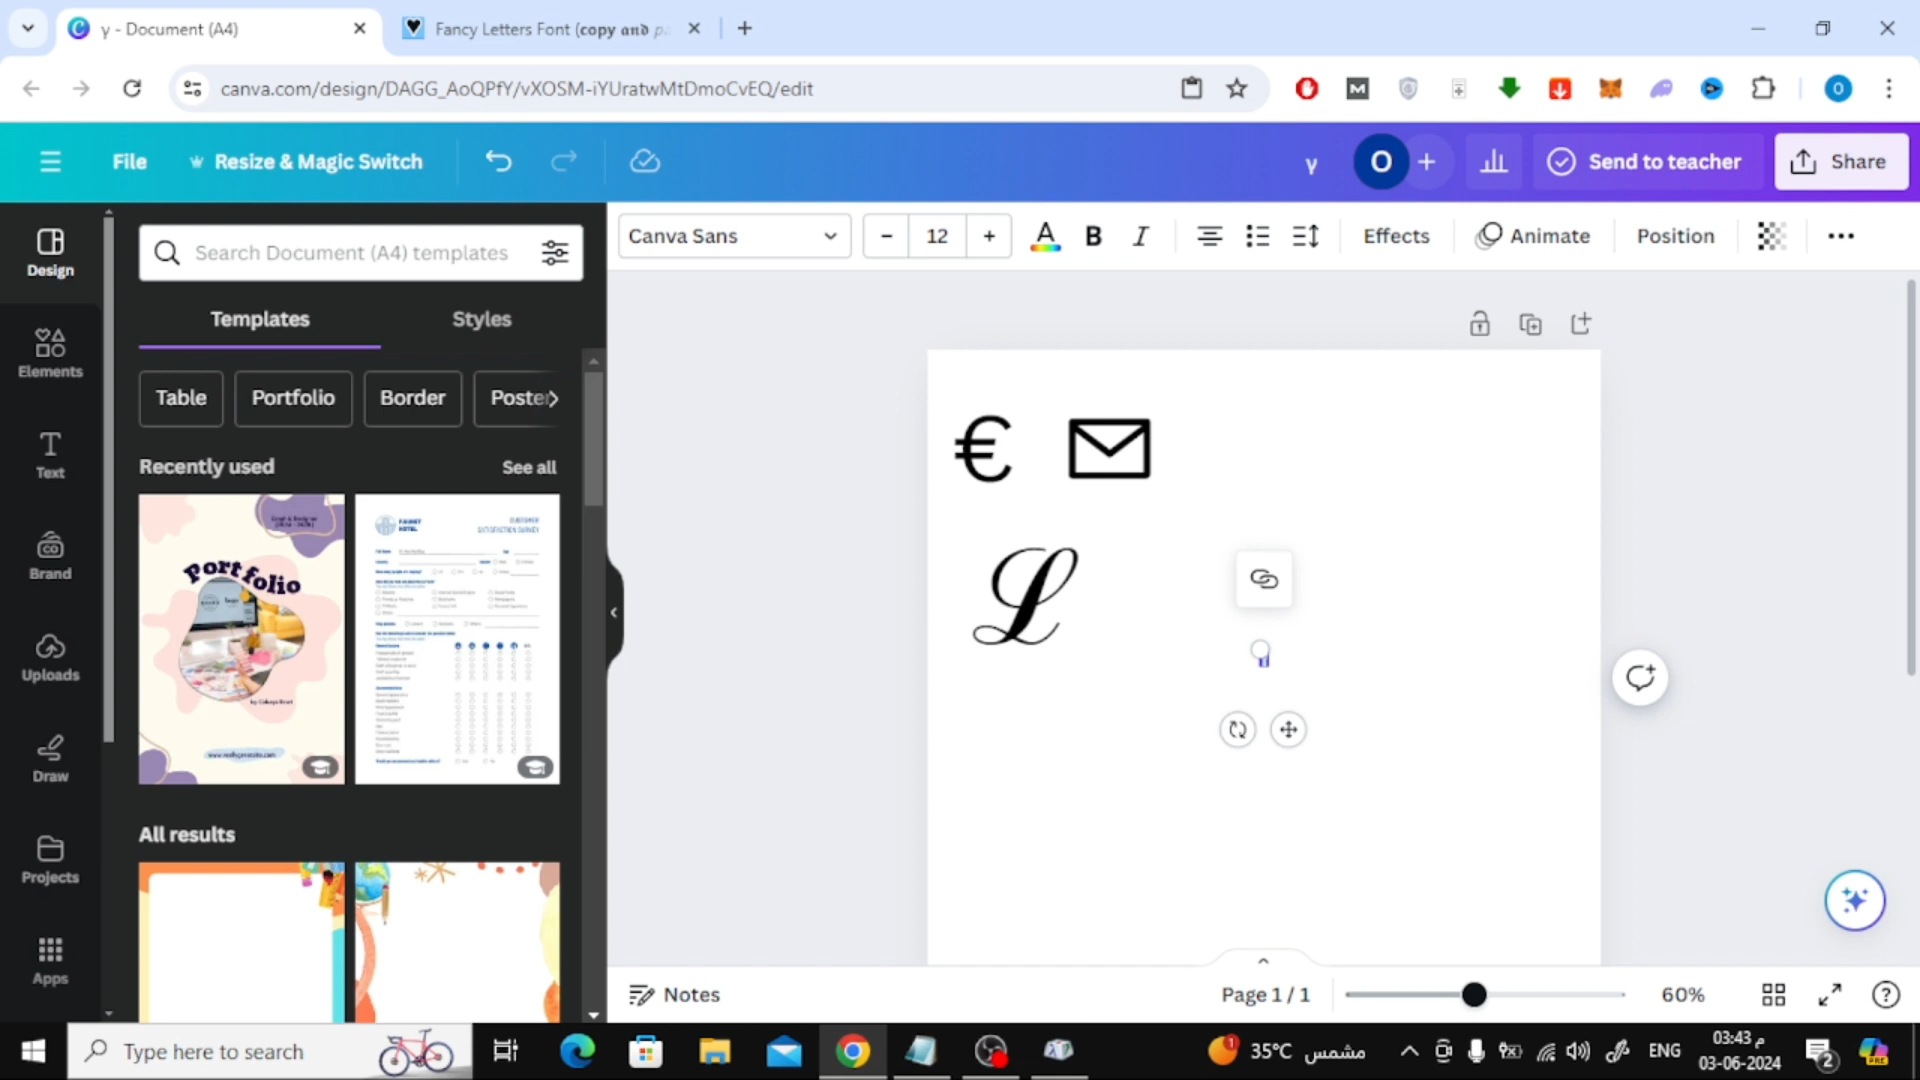 γ - Document (A4)
Fancy Letters Font (𝖈𝖔𝖕𝖞 𝖆𝖓𝖉 𝓹
canva.com/design/DAGG_AoQPfY/vXOSM-iYUratwMtDmoCvEQ/edit
File
Resize & Magic Switch
γ
O
Send to teacher
Share
Design
Elements
Text
Brand
Uploads
Draw
Projects
Apps
Search Document (A4) templates
Templates
Styles
Table
Portfolio
Border
Poster
Recently used
See all
Portfolio
All results
Canva Sans
12
B
I
Effects
Animate
Position
€
ℒ
Notes
Page 1 / 1
60%
Type here to search
35°C مشمس
ENG
03:43 م
03-06-2024
2